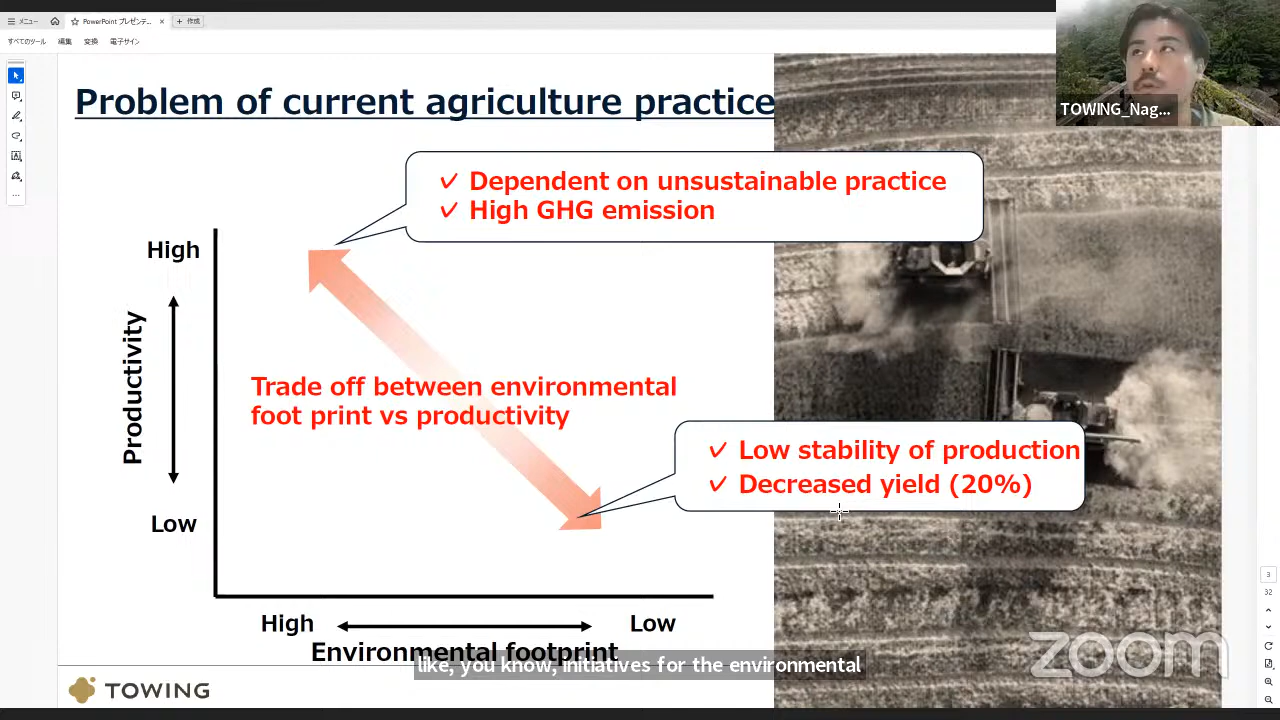 メニュー
PowerPoint プレゼンテ...
作成
すべてのツール 編集 変換 電子サイン
TOWING_Nag...
Problem of current agriculture practice
✓ Dependent on unsustainable practice
✓ High GHG emission
High
Productivity
Low
Trade off between environmental
foot print vs productivity
✓ Low stability of production
✓ Decreased yield (20%)
High
Low
Environmental footprint
like, you know, initiatives for the environmental
TOWING
zoom
3
32